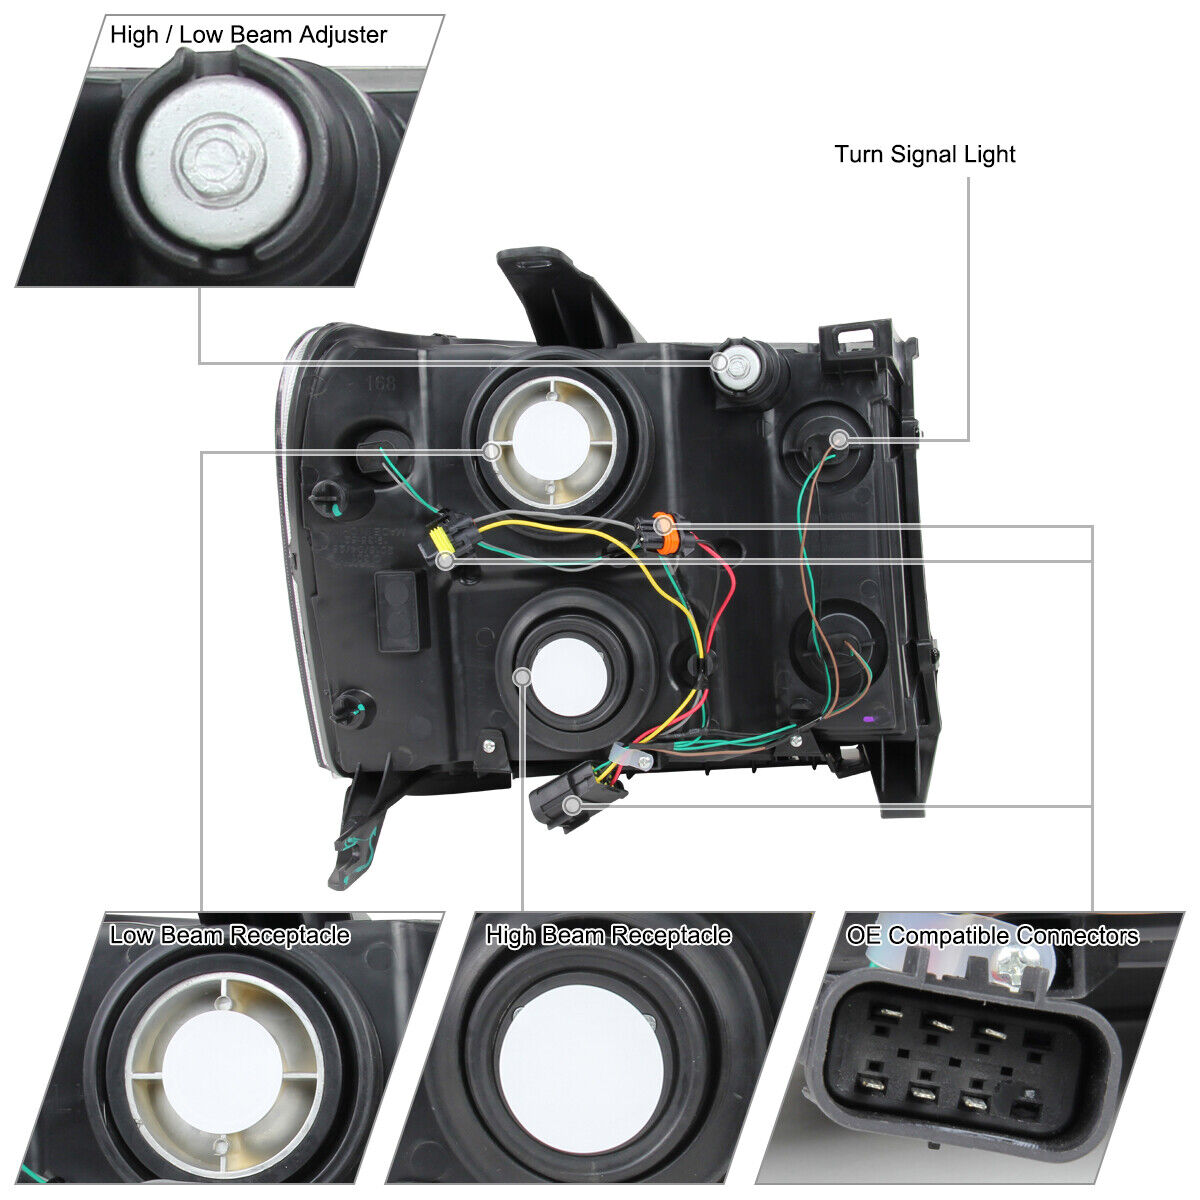 High / Low Beam Adjuster
Turn Signal Light
168
Low Beam Receptacle
High Beam Receptacle
OE Compatible Connectors